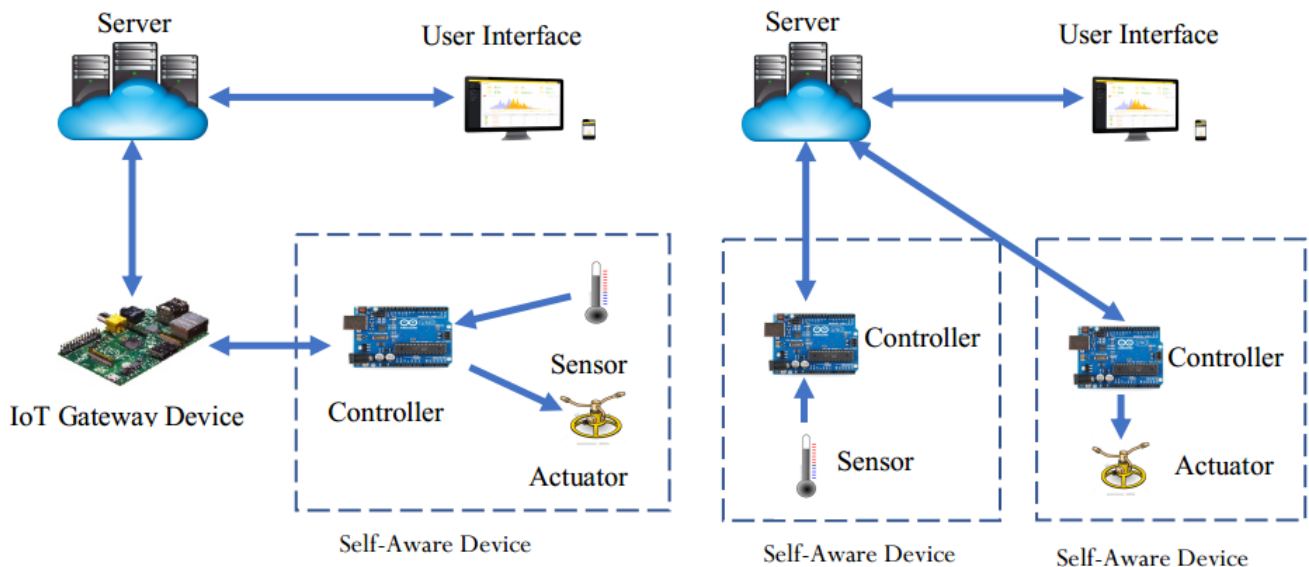 Server
User Interface
IoT Gateway Device
Controller
Sensor
Actuator
Self-Aware Device
Server
User Interface
Controller
Sensor
Self-Aware Device
Controller
Actuator
Self-Aware Device